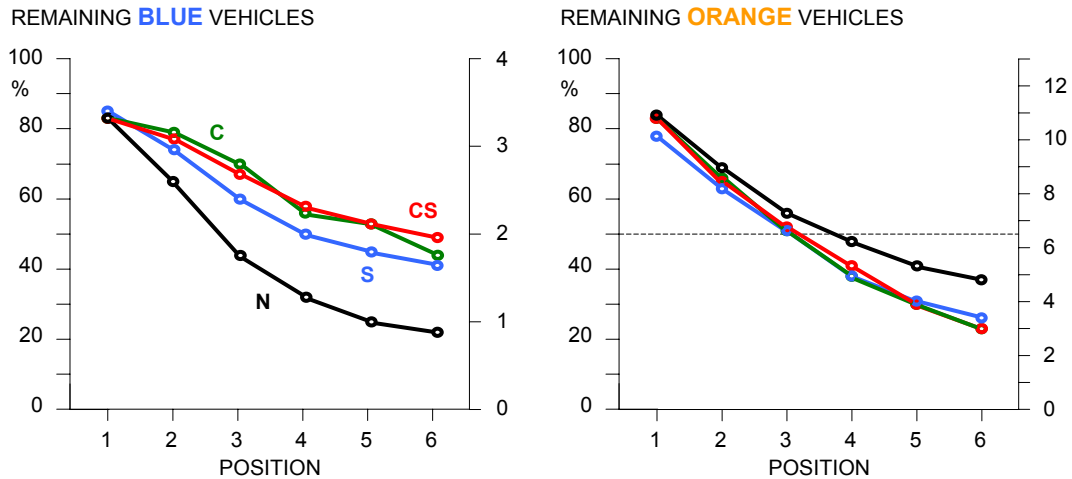 REMAINING BLUE VEHICLES
100
%
80
60
40
20
0
4
3
2
1
0
C
CS
S
N
1 2 3 4 5 6
POSITION
REMAINING ORANGE VEHICLES
100
%
80
60
40
20
0
12
10
8
6
4
2
0
1 2 3 4 5 6
POSITION